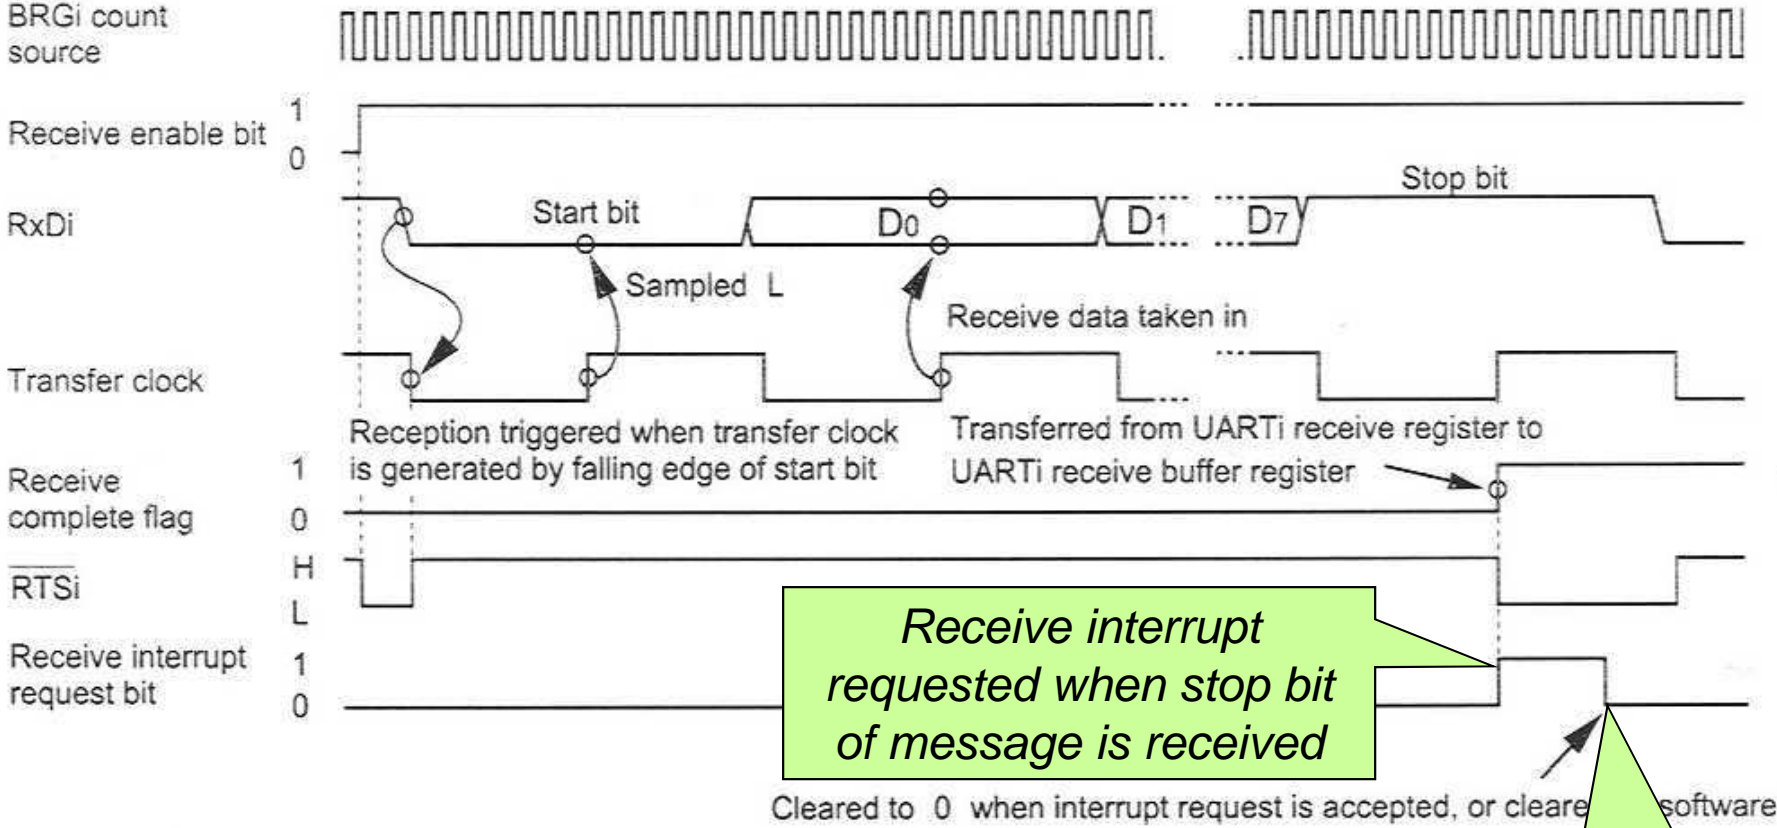 BRGi count
source
Receive enable bit
1
0
RxDi
Start bit
D0
D1
D7
Stop bit
Sampled L
Receive data taken in
Transfer clock
Reception triggered when transfer clock
is generated by falling edge of start bit
Transferred from UARTi receive register to
UARTi receive buffer register
Receive
complete flag
1
0
RTSi
H
L
Receive interrupt
request bit
1
0
Receive interrupt
requested when stop bit
of message is received
Cleared to 0 when interrupt request is accepted, or software